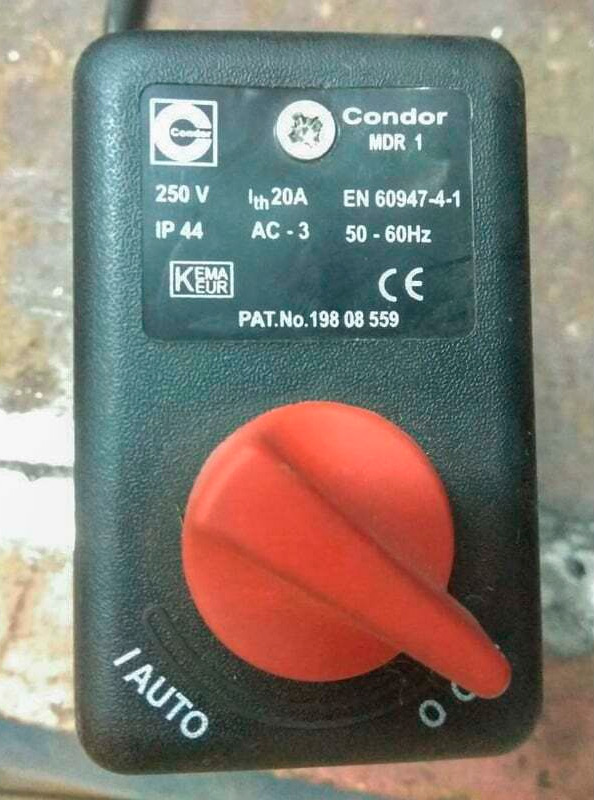 Condor
Condor
MDR 1
250 V Ith 20A EN 60947-4-1
IP 44 AC - 3 50 - 60Hz
KEMA
EUR
CE
PAT.No.198 08 559
I AUTO
O